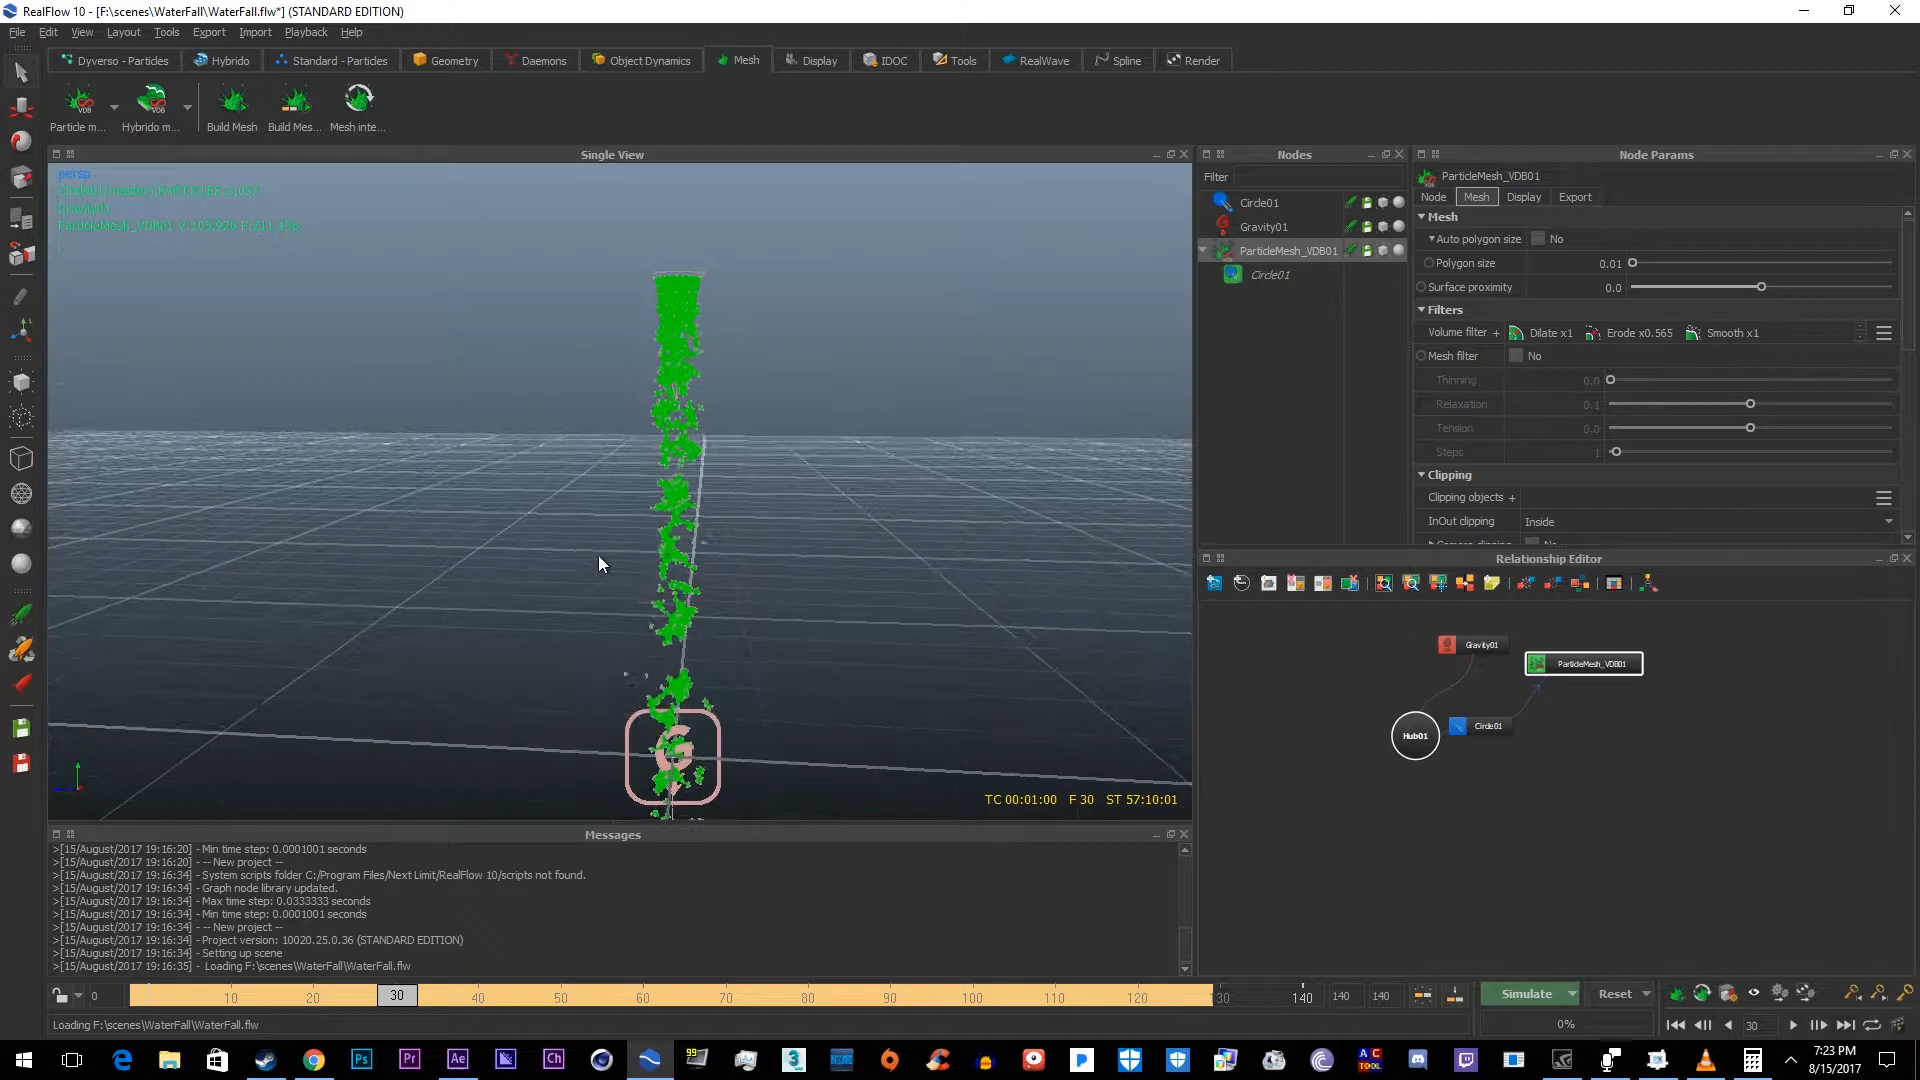 RealFlow 10 - [F:\scenes\WaterFall\WaterFall.flw*] (STANDARD EDITION)
File Edit View Layout Tools Export Import Playback Help
Dyverso - Particles Hybrido Standard - Particles Geometry Daemons Object Dynamics Mesh Display IDOC Tools RealWave Spline Render
Particle m... Hybrido m... Build Mesh Build Mes... Mesh inte...
Single View
persp
Gravity01
TC 00:01:00 F 30 ST 57:10:01
Nodes
Filter
Circle01
Gravity01
ParticleMesh_VDB01
Circle01
Node Params
ParticleMesh_VDB01
Node Mesh Display Export
Mesh
Auto polygon size No
Polygon size 0.01
Surface proximity 0.0
Filters
Volume filter + Dilate x1 Erode x0.565 Smooth x1
Mesh filter No
Thinning 0.0
Relaxation 0.1
Tension 0.0
Steps 1
Clipping
Clipping objects +
InOut clipping Inside
Relationship Editor
Gravity01
ParticleMesh_VDB01
Hub01
Circle01
Messages
>[15/August/2017 19:16:20] - Min time step: 0.0001001 seconds
>[15/August/2017 19:16:20] - -- New project --
>[15/August/2017 19:16:34] - System scripts folder C:/Program Files/Next Limit/RealFlow 10/scripts not found.
>[15/August/2017 19:16:34] - Graph node library updated.
>[15/August/2017 19:16:34] - Max time step: 0.0333333 seconds
>[15/August/2017 19:16:34] - Min time step: 0.0001001 seconds
>[15/August/2017 19:16:34] - -- New project --
>[15/August/2017 19:16:34] - Project version: 10020.25.0.36 (STANDARD EDITION)
>[15/August/2017 19:16:34] - Setting up scene
>[15/August/2017 19:16:35] - Loading F:\scenes\WaterFall\WaterFall.flw
0 10 20 30 40 50 60 70 80 90 100 110 120 130 140 140 140
Simulate Reset
Loading F:\scenes\WaterFall\WaterFall.flw
0%
30
Ps Pr Ae Ch
7:23 PM
8/15/2017